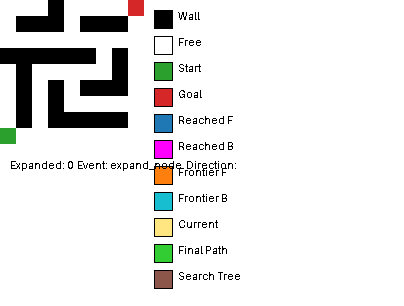 Wall
Free
Start
Goal
Reached F
Reached B
Expanded: 0 Event: expand_node Direction:
Frontier F
Frontier B
Current
Final Path
Search Tree